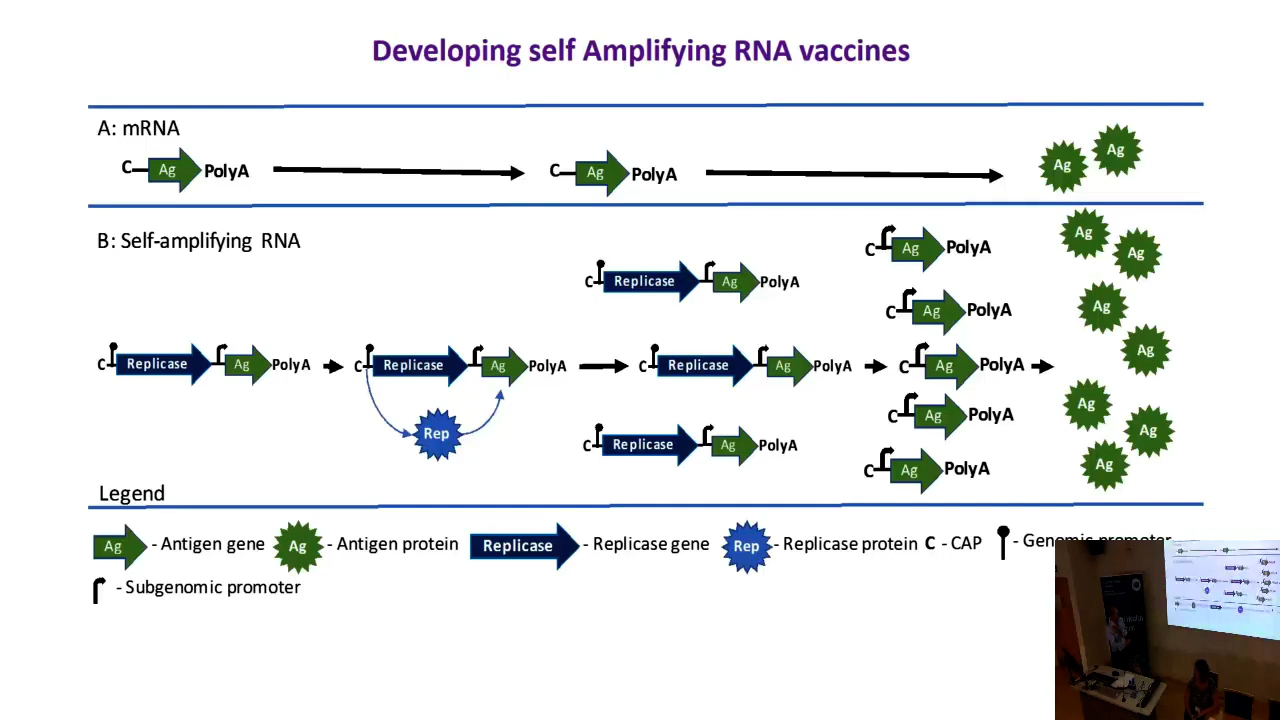 Developing self Amplifying RNA vaccines
A: mRNA
C Ag PolyA
C Ag PolyA
Ag
Ag
B: Self-amplifying RNA
C Replicase Ag PolyA
C Replicase Ag PolyA
Rep
C Replicase Ag PolyA
C Replicase Ag PolyA
C Replicase Ag PolyA
C Ag PolyA
C Ag PolyA
C Ag PolyA
C Ag PolyA
C Ag PolyA
Ag
Ag
Ag
Ag
Ag
Ag
Ag
Legend
Ag - Antigen gene Ag - Antigen protein Replicase - Replicase gene Rep - Replicase protein C - CAP - Genomic promoter
- Subgenomic promoter